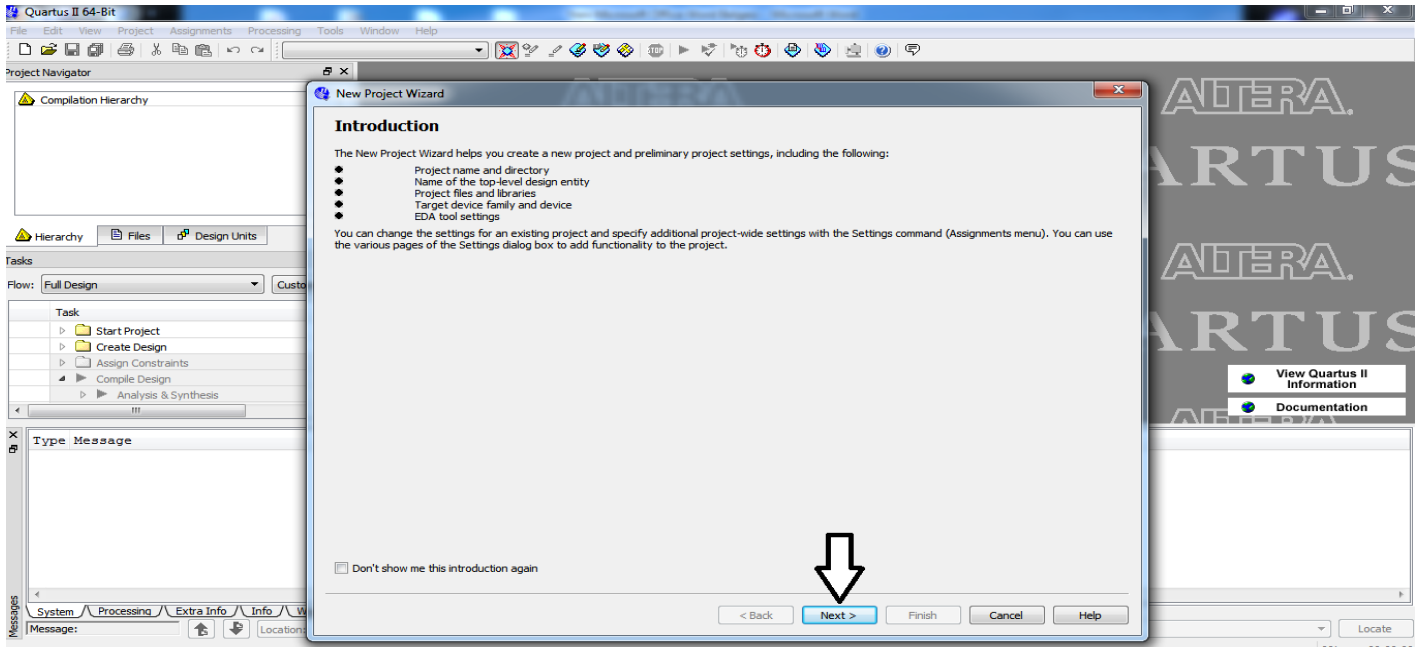 Quartus II 64-Bit
File Edit View Project Assignments Processing Tools Window Help
Project Navigator
Compilation Hierarchy
Hierarchy Files Design Units
Tasks
Flow: Full Design Custo
Task
Start Project
Create Design
Assign Constraints
Compile Design
Analysis & Synthesis
New Project Wizard
Introduction
The New Project Wizard helps you create a new project and preliminary project settings, including the following:
Project name and directory
Name of the top-level design entity
Project files and libraries
Target device family and device
EDA tool settings
You can change the settings for an existing project and specify additional project-wide settings with the Settings command (Assignments menu). You can use
the various pages of the Settings dialog box to add functionality to the project.
Don't show me this introduction again
< Back Next > Finish Cancel Help
ALTERA
ALTERA.
ARTUS
ALTERA.
ARTUS
View Quartus II
Information
Documentation
ALTERA
Type Message
System Processing Extra Info Info W
Messages
Message: Location:
Locate